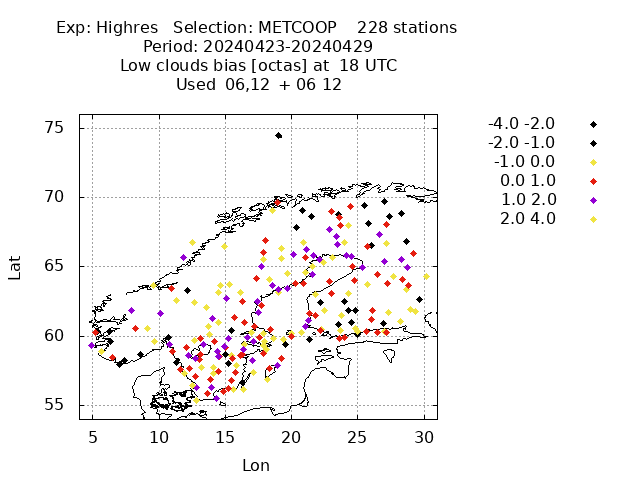 Exp: Highres   Selection: METCOOP    228 stations
Period: 20240423-20240429
Low clouds bias [octas] at  18 UTC
Used  06,12  + 06 12
-4.0 -2.0
-2.0 -1.0
-1.0 0.0
0.0 1.0
1.0 2.0
2.0 4.0
75
70
65
60
55
Lat
5 10 15 20 25 30
Lon